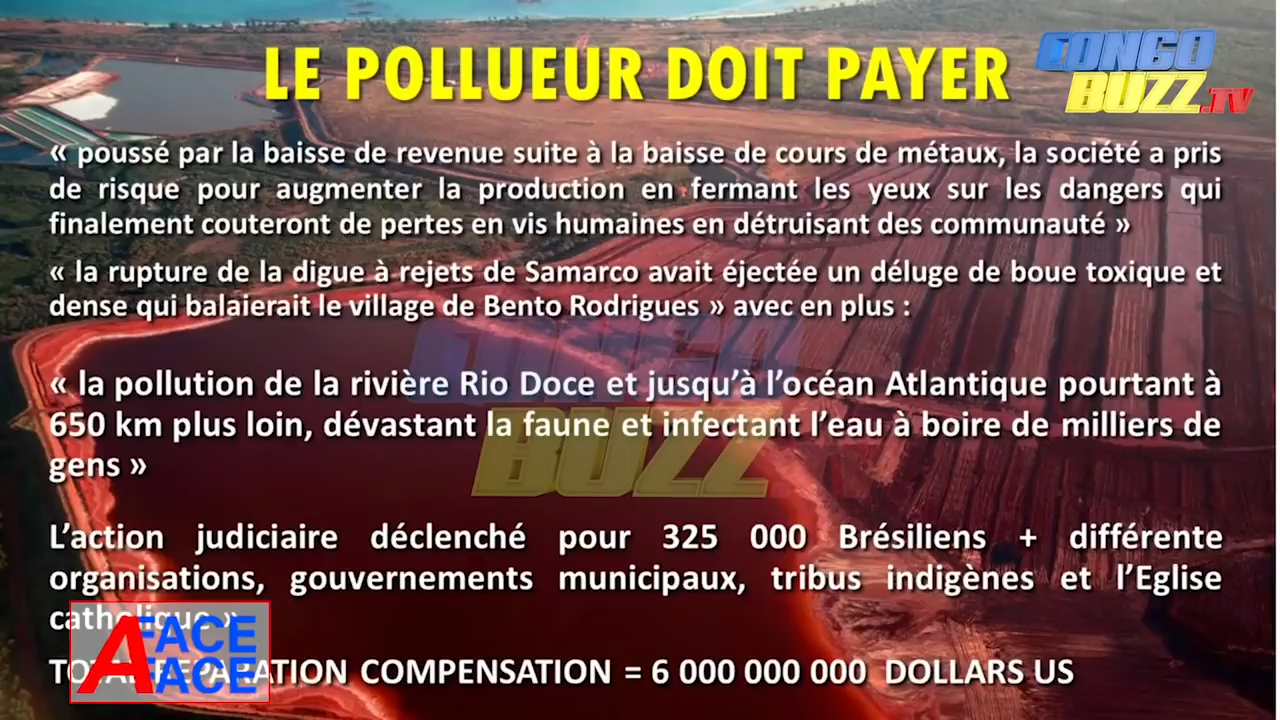 LE POLLUEUR DOIT PAYER
CONGO
BUZZ.TV
« poussé par la baisse de revenue suite à la baisse de cours de métaux, la société a pris
de risque pour augmenter la production en fermant les yeux sur les dangers qui
finalement couteront de pertes en vis humaines en détruisant des communauté »
« la rupture de la digue à rejets de Samarco avait éjectée un déluge de boue toxique et
dense qui balaierait le village de Bento Rodrigues » avec en plus :
« la pollution de la rivière Rio Doce et jusqu'à l'océan Atlantique pourtant à
650 km plus loin, dévastant la faune et infectant l'eau à boire de milliers de
gens »
CONGO
BUZZ.TV
L'action judiciaire déclenché pour 325 000 Brésiliens + différente
organisations, gouvernements municipaux, tribus indigènes et l'Eglise
catholique »
A FACE
FACE
TOTAL REPARATION COMPENSATION = 6 000 000 000 DOLLARS US